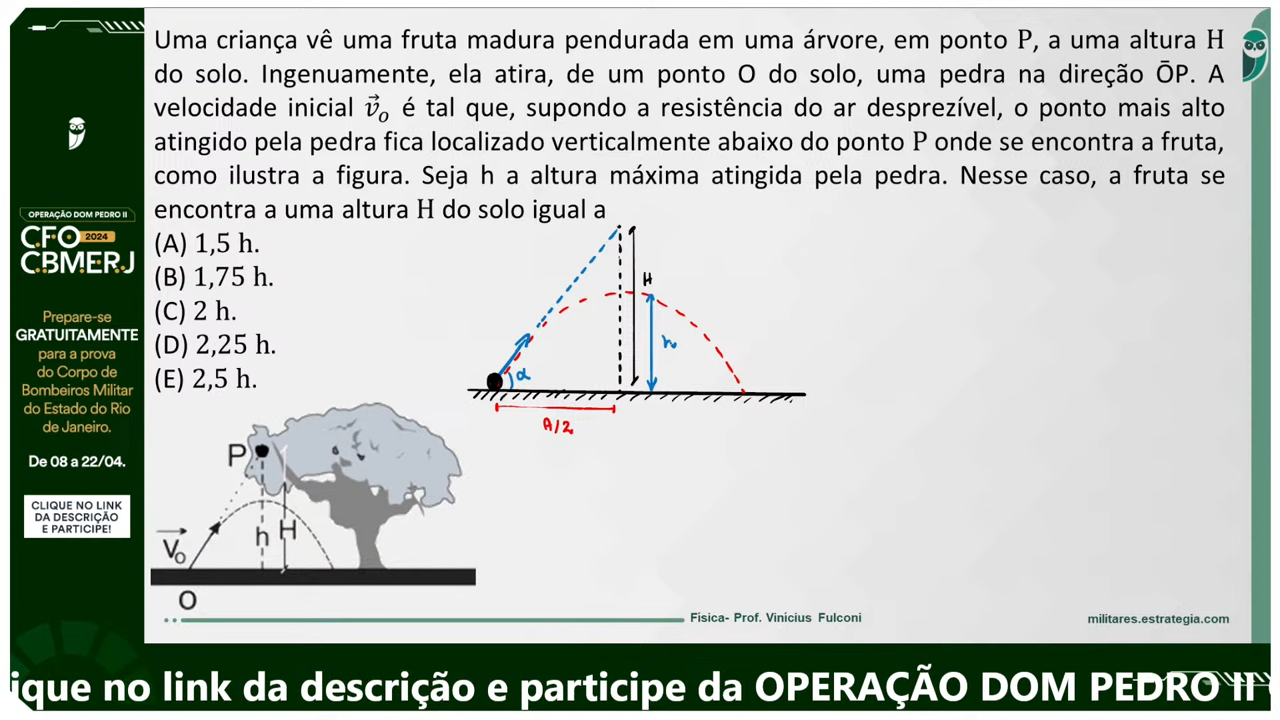 Uma criança vê uma fruta madura pendurada em uma árvore, em ponto P, a uma altura H
do solo. Ingenuamente, ela atira, de um ponto O do solo, uma pedra na direção ŌP. A
velocidade inicial v⃗ₒ é tal que, supondo a resistência do ar desprezível, o ponto mais alto
atingido pela pedra fica localizado verticalmente abaixo do ponto P onde se encontra a fruta,
como ilustra a figura. Seja h a altura máxima atingida pela pedra. Nesse caso, a fruta se
encontra a uma altura H do solo igual a
(A) 1,5 h.
(B) 1,75 h.
(C) 2 h.
(D) 2,25 h.
(E) 2,5 h.
H
h
α
A/2
P
h
H
V₀
O
OPERAÇÃO DOM PEDRO II
CFO 2024
CBMERJ
Prepare-se
GRATUITAMENTE
para a prova
do Corpo de
Bombeiros Militar
do Estado do Rio
de Janeiro.
De 08 a 22/04.
CLIQUE NO LINK
DA DESCRIÇÃO
E PARTICIPE!
Física- Prof. Vinícius Fulconi
militares.estrategia.com
ique no link da descrição e participe da OPERAÇÃO DOM PEDRO II